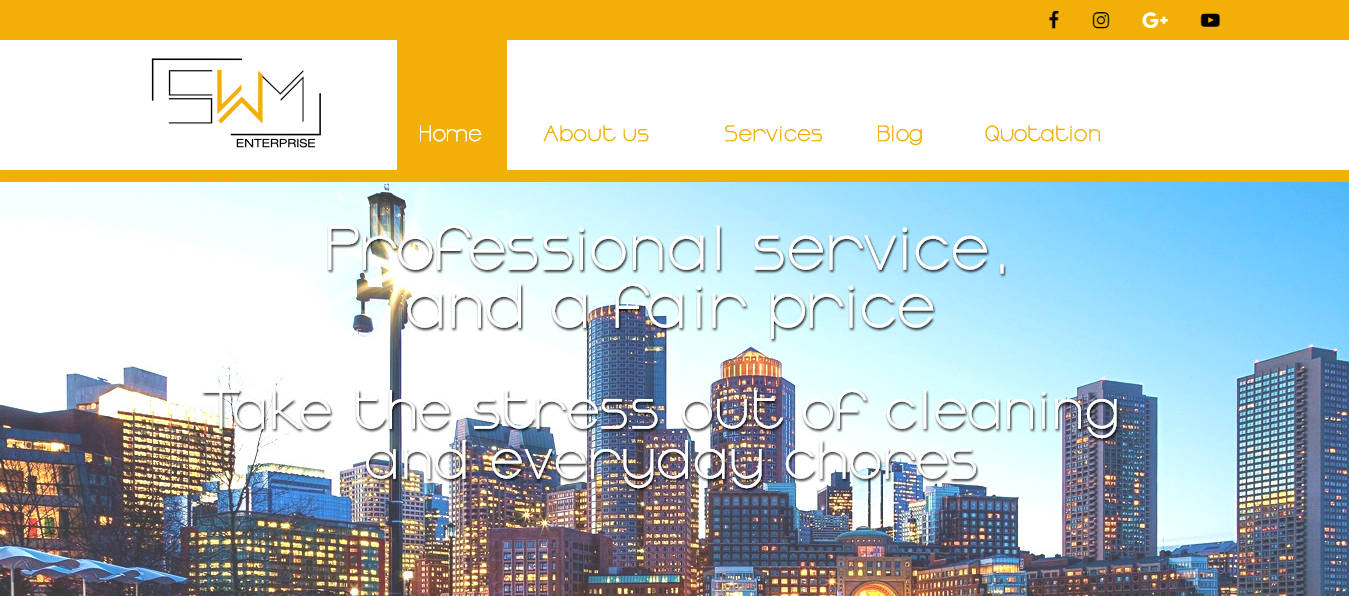 SWM
ENTERPRISE
Home About us Services Blog Quotation
Professional service,
and a fair price
Take the stress out of cleaning
and everyday chores